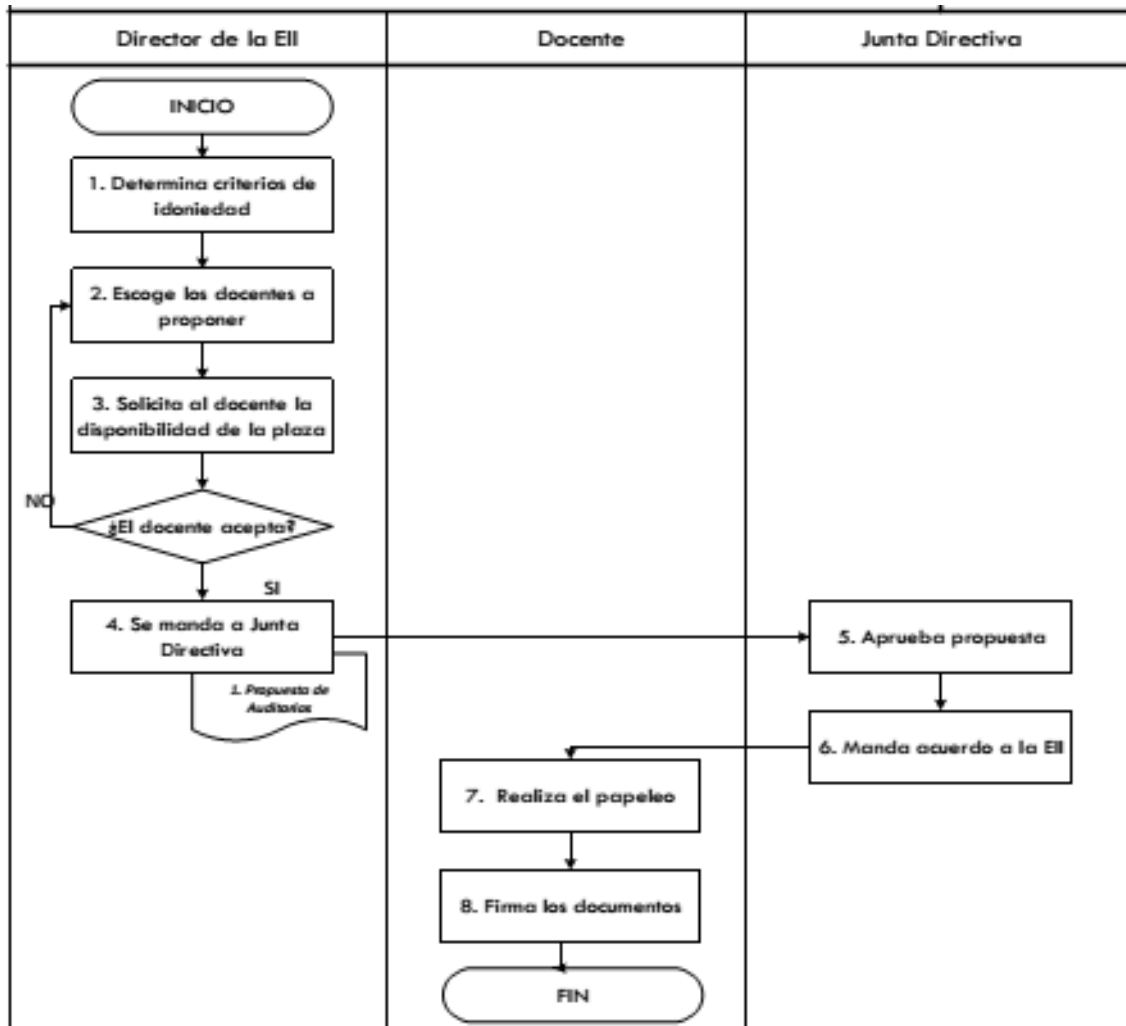 Director de la EII
Docente
Junta Directiva
INICIO
1. Determina criterios de
idoniedad
2. Escoge los docentes a
proponer
3. Solicita al docente la
disponibilidad de la plaza
NO
¿El docente acepta?
SI
4. Se manda a Junta
Directiva
1. Propuesta de
Auditorias
5. Aprueba propuesta
6. Manda acuerdo a la EII
7. Realiza el papeleo
8. Firma los documentos
FIN